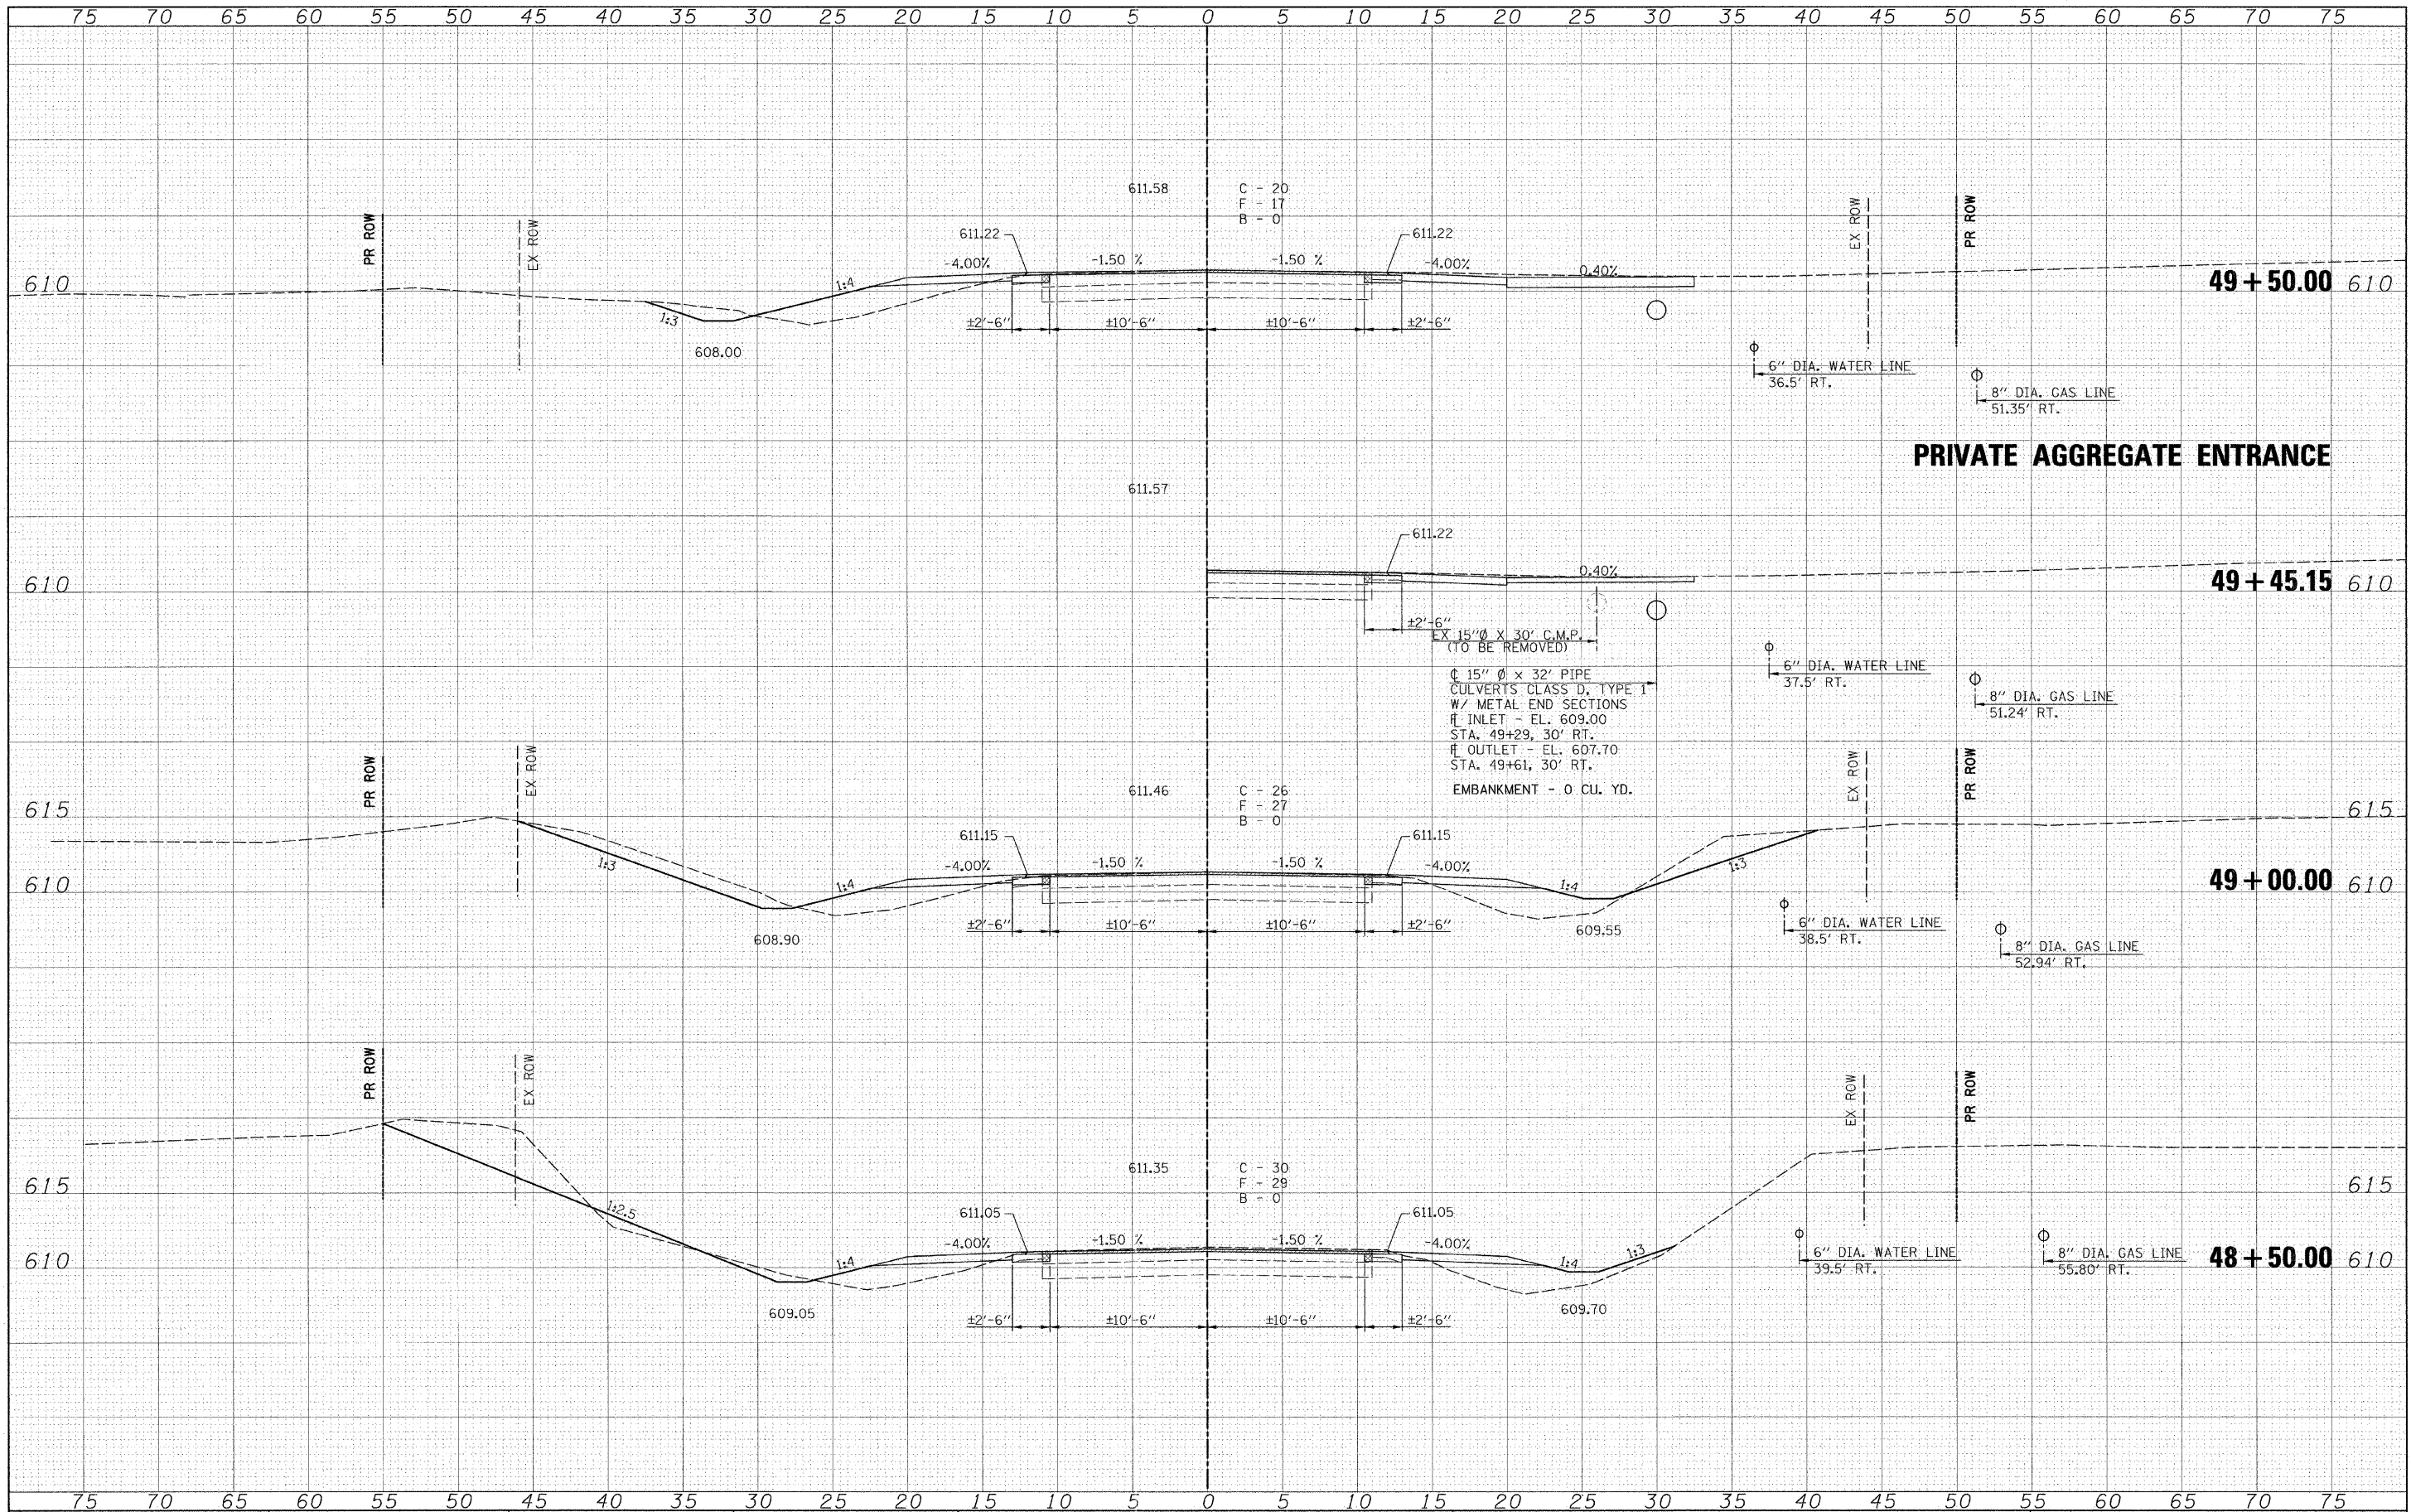 75 70 65 60 55 50 45 40 35 30 25 20 15 10 5 0 5 10 15 20 25 30 35 40 45 50 55 60 65 70 75
611.58
C - 20
F - 17
B - 0
PR ROW
EX ROW
EX ROW
PR ROW
611.22
611.22
-4.00%
-1.50 %
-1.50 %
-4.00%
0.40%
1:4
1:3
610
49+50.00 610
±2'-6"
±10'-6"
±10'-6"
±2'-6"
608.00
6" DIA. WATER LINE
36.5' RT.
8" DIA. GAS LINE
51.35' RT.
PRIVATE AGGREGATE ENTRANCE
611.57
611.22
0.40%
610
49+45.15 610
±2'-6"
EX 15"Ø X 30' C.M.P.
(TO BE REMOVED)
6" DIA. WATER LINE
37.5' RT.
8" DIA. GAS LINE
51.24' RT.
℄ 15" Ø x 32' PIPE
CULVERTS CLASS D, TYPE 1
W/ METAL END SECTIONS
FL INLET - EL. 609.00
STA. 49+29, 30' RT.
FL OUTLET - EL. 607.70
STA. 49+61, 30' RT.
EMBANKMENT - 0 CU. YD.
PR ROW
EX ROW
EX ROW
PR ROW
611.46
C - 26
F - 27
B - 0
615
615
611.15
611.15
1:3
1:4
-4.00%
-1.50 %
-1.50 %
-4.00%
1:4
1:3
610
49+00.00 610
±2'-6"
±10'-6"
±10'-6"
±2'-6"
608.90
609.55
6" DIA. WATER LINE
38.5' RT.
8" DIA. GAS LINE
52.94' RT.
PR ROW
EX ROW
EX ROW
PR ROW
611.35
C - 30
F - 29
B - 0
615
615
1:2.5
611.05
611.05
1:4
-4.00%
-1.50 %
-1.50 %
-4.00%
1:4
1:3
610
6" DIA. WATER LINE
39.5' RT.
8" DIA. GAS LINE
55.80' RT.
48+50.00 610
609.05
609.70
±2'-6"
±10'-6"
±10'-6"
±2'-6"
75 70 65 60 55 50 45 40 35 30 25 20 15 10 5 0 5 10 15 20 25 30 35 40 45 50 55 60 65 70 75